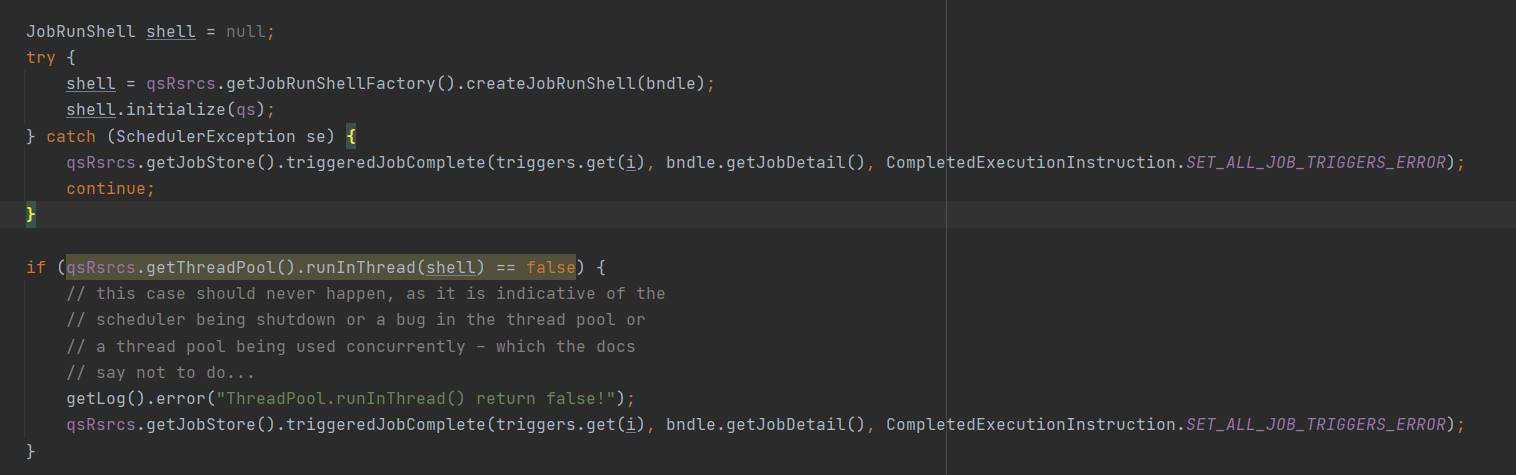 JobRunShell shell = null;
try {
shell = qsRsrcs.getJobRunShellFactory().createJobRunShell(bndle);
shell.initialize(qs);
} catch (SchedulerException se) {
qsRsrcs.getJobStore().triggeredJobComplete(triggers.get(i), bndle.getJobDetail(), CompletedExecutionInstruction.SET_ALL_JOB_TRIGGERS_ERROR);
continue;
}
if (qsRsrcs.getThreadPool().runInThread(shell) == false) {
// this case should never happen, as it is indicative of the
// scheduler being shutdown or a bug in the thread pool or
// a thread pool being used concurrently - which the docs
// say not to do...
getLog().error("ThreadPool.runInThread() return false!");
qsRsrcs.getJobStore().triggeredJobComplete(triggers.get(i), bndle.getJobDetail(), CompletedExecutionInstruction.SET_ALL_JOB_TRIGGERS_ERROR);
}